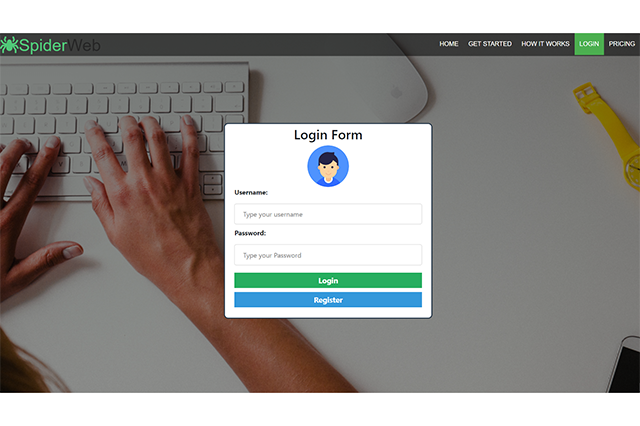 SpiderWeb
HOME GET STARTED HOW IT WORKS LOGIN PRICING
Login Form
Username:
Type your username
Password:
Type your Password
Login
Register